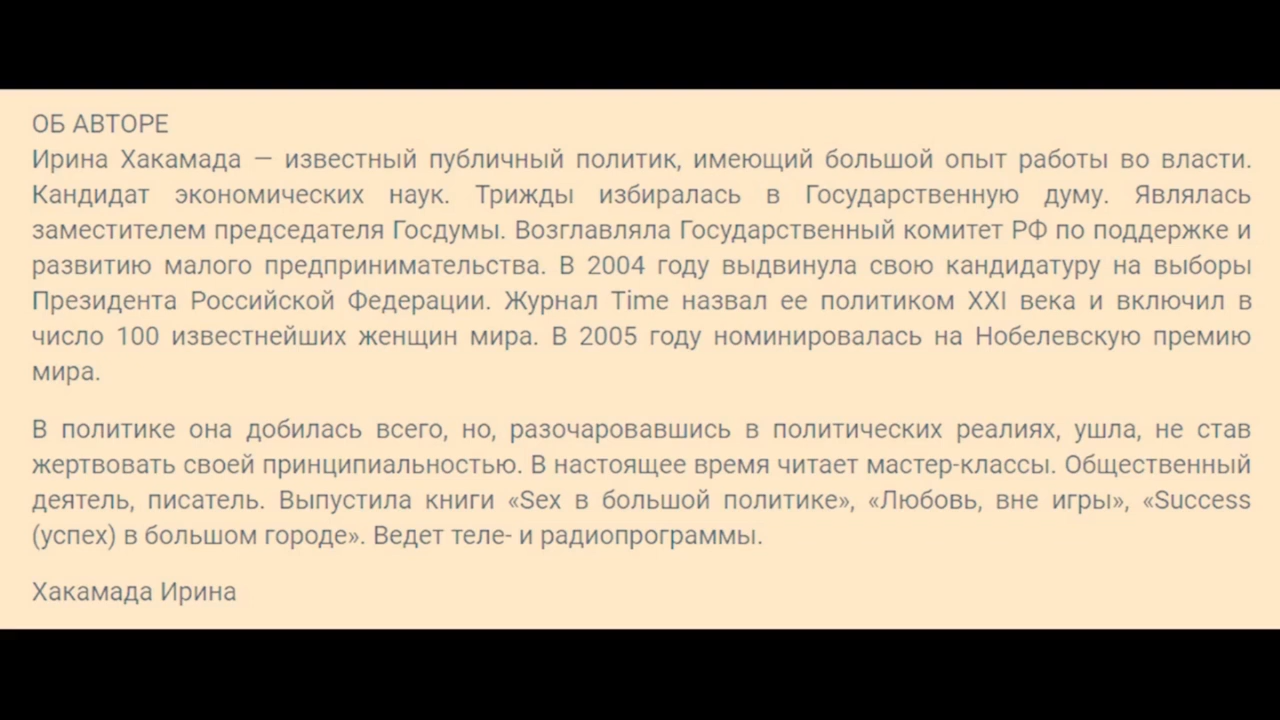 ОБ АВТОРЕ
Ирина Хакамада — известный публичный политик, имеющий большой опыт работы во власти.
Кандидат экономических наук. Трижды избиралась в Государственную думу. Являлась
заместителем председателя Госдумы. Возглавляла Государственный комитет РФ по поддержке и
развитию малого предпринимательства. В 2004 году выдвинула свою кандидатуру на выборы
Президента Российской Федерации. Журнал Time назвал ее политиком XXI века и включил в
число 100 известнейших женщин мира. В 2005 году номинировалась на Нобелевскую премию
мира.
В политике она добилась всего, но, разочаровавшись в политических реалиях, ушла, не став
жертвовать своей принципиальностью. В настоящее время читает мастер-классы. Общественный
деятель, писатель. Выпустила книги «Sex в большой политике», «Любовь, вне игры», «Success
(успех) в большом городе». Ведет теле- и радиопрограммы.
Хакамада Ирина